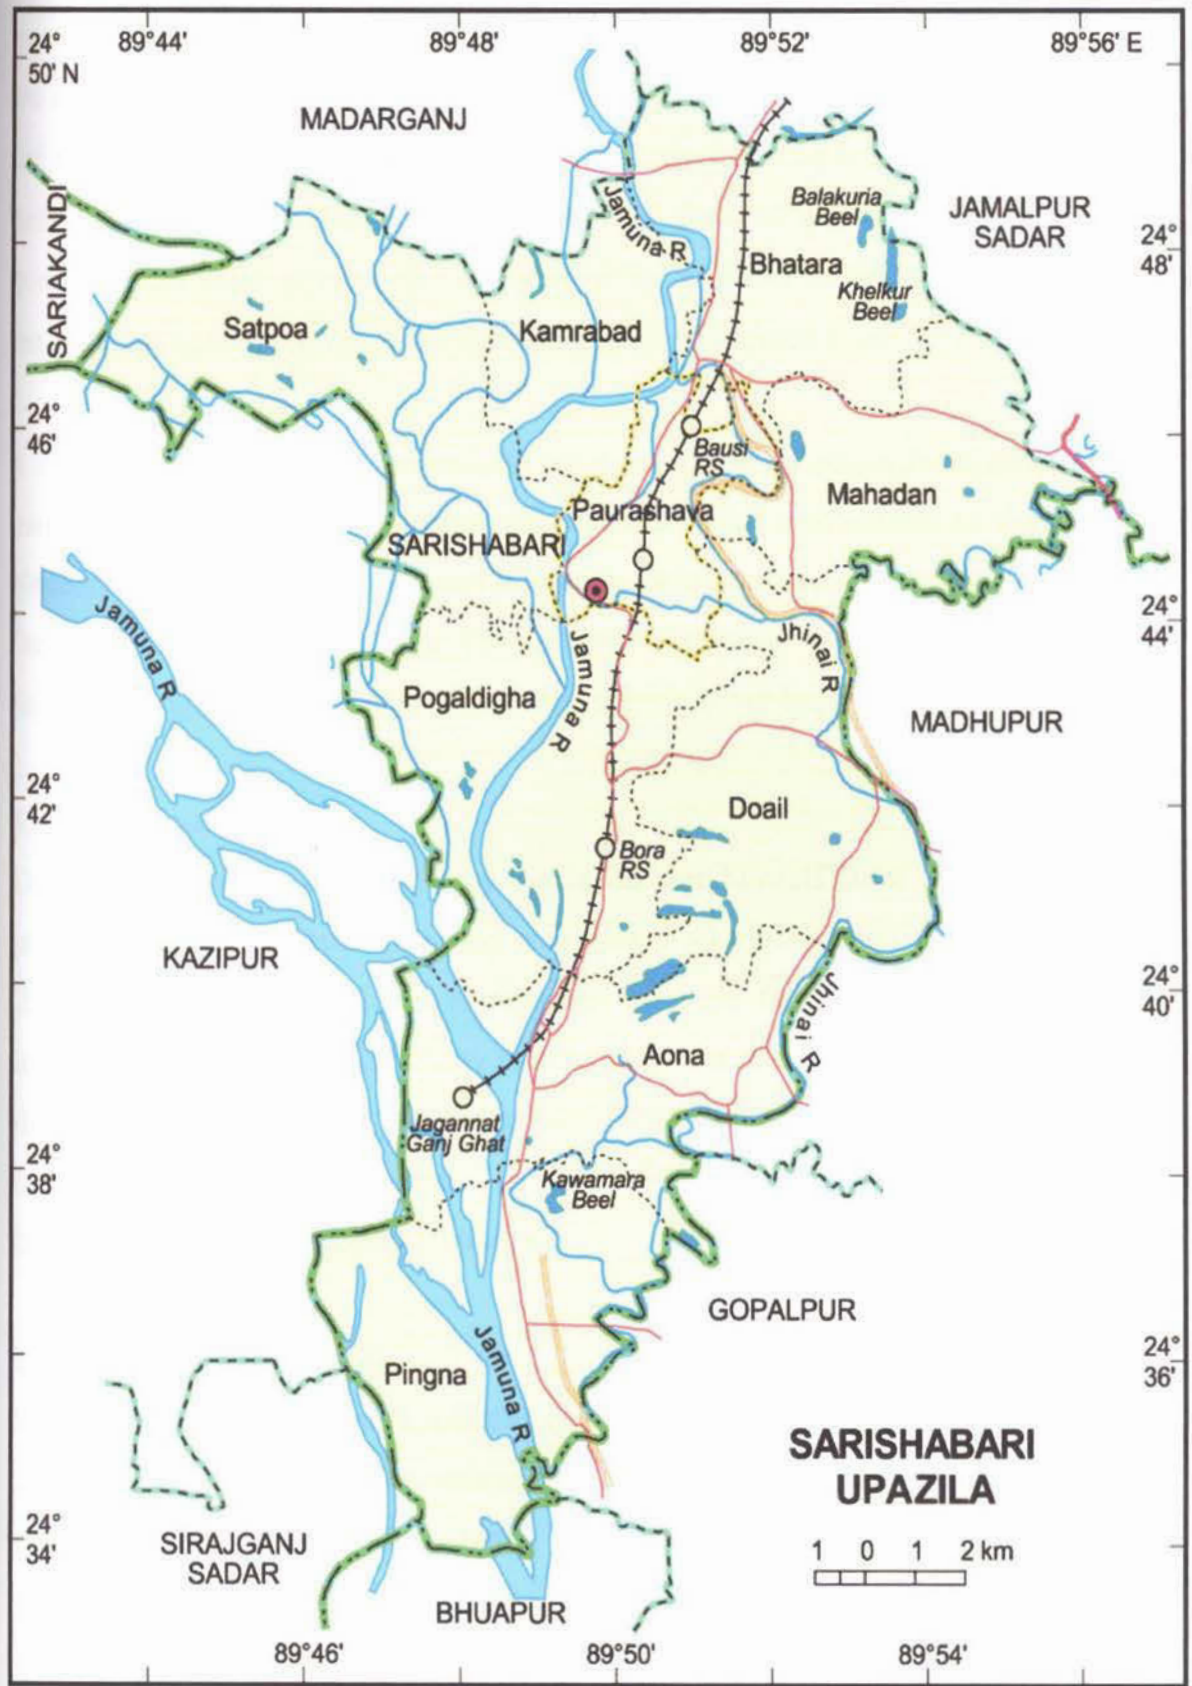 24°
50' N
89°44'
89°48'
89°52'
89°56' E
MADARGANJ
SARIAKANDI
Jamuna R
Balakuria
Beel
JAMALPUR
SADAR
24°
48'
Bhatara
Khelkur
Beel
Satpoa
Kamrabad
24°
46'
Bausi
RS
Mahadan
Paurashava
SARISHABARI
Jamuna R
Jamuna R
Jhinai R
24°
44'
Pogaldigha
MADHUPUR
24°
42'
Doail
Bora
RS
KAZIPUR
Jhinai R
24°
40'
Aona
Jagannat
Ganj Ghat
24°
38'
Kawamara
Beel
GOPALPUR
Jamuna R
24°
36'
Pingna
SARISHABARI
UPAZILA
24°
34'
SIRAJGANJ
SADAR
1 0 1 2 km
BHUAPUR
89°46'
89°50'
89°54'